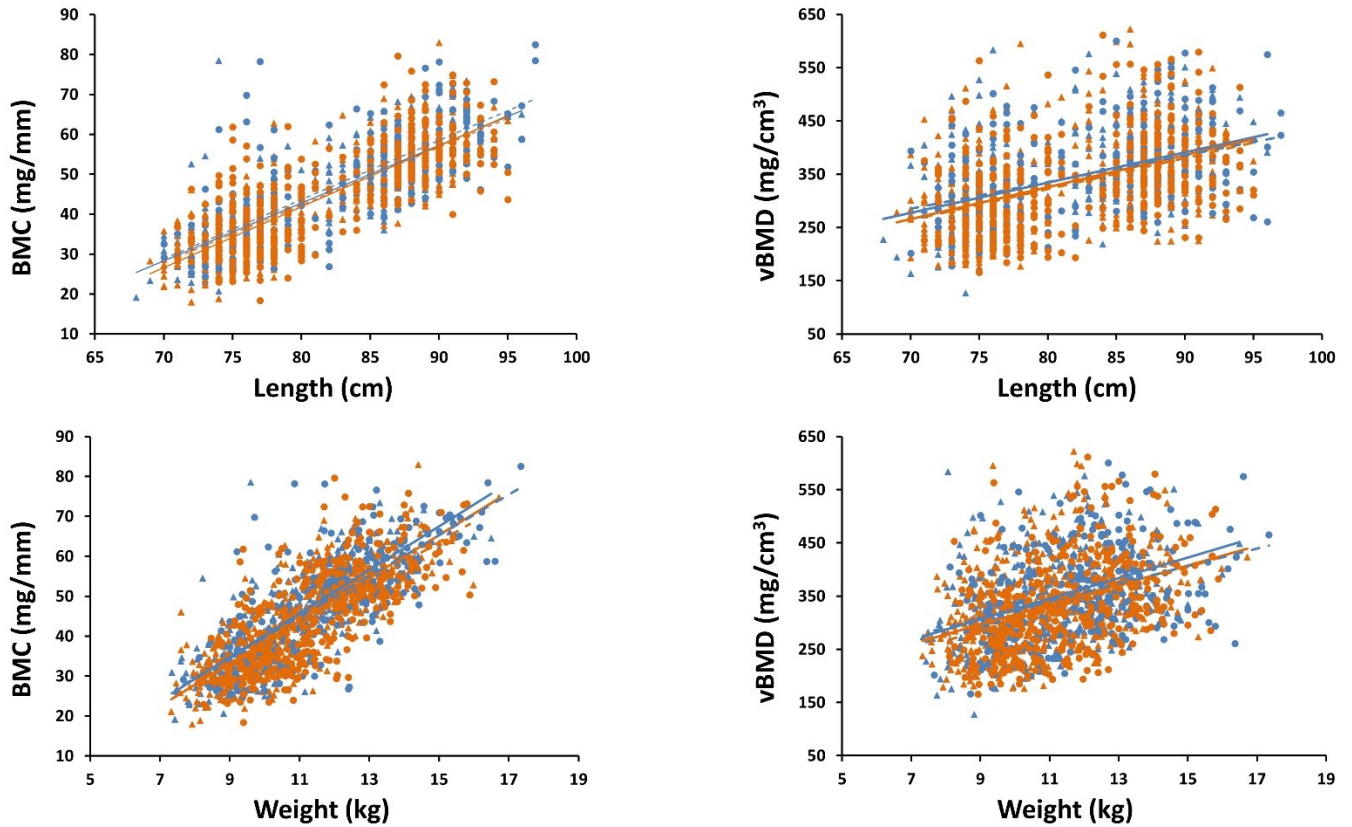 BMC (mg/mm)
90
80
70
60
50
40
30
20
10
65 70 75 80 85 90 95 100
Length (cm)
vBMD (mg/cm³)
650
550
450
350
250
150
50
65 70 75 80 85 90 95 100
Length (cm)
BMC (mg/mm)
90
80
70
60
50
40
30
20
10
5 7 9 11 13 15 17 19
Weight (kg)
vBMD (mg/cm³)
650
550
450
350
250
150
50
5 7 9 11 13 15 17 19
Weight (kg)